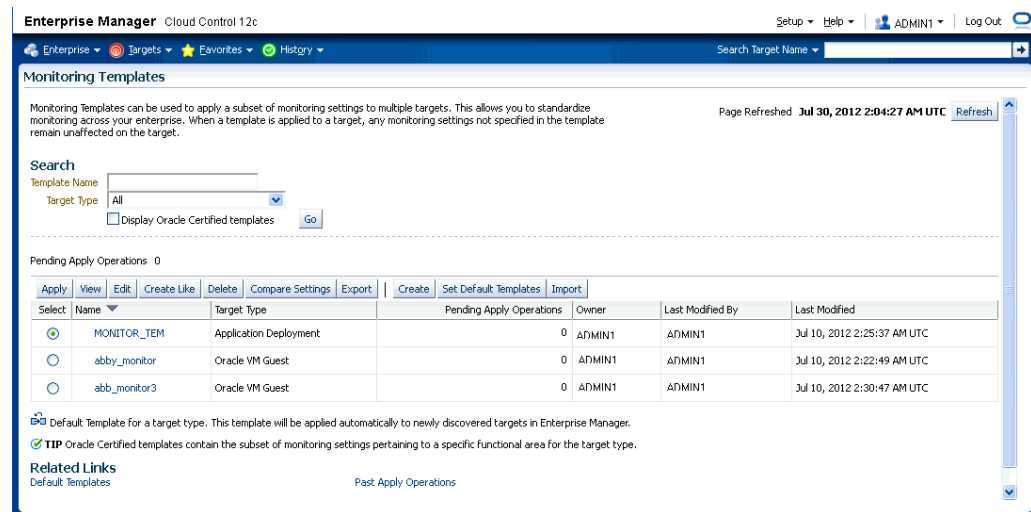 Enterprise Manager Cloud Control 12c
Setup Help ADMIN1 Log Out
Enterprise Targets Favorites History Search Target Name
Monitoring Templates
Monitoring Templates can be used to apply a subset of monitoring settings to multiple targets. This allows you to standardize
monitoring across your enterprise. When a template is applied to a target, any monitoring settings not specified in the template
remain unaffected on the target.
Page Refreshed Jul 30, 2012 2:04:27 AM UTC Refresh
Search
Template Name
Target Type All
Display Oracle Certified templates Go
Pending Apply Operations 0
Apply View Edit Create Like Delete Compare Settings Export | Create Set Default Templates Import
Select Name Target Type Pending Apply Operations Owner Last Modified By Last Modified
MONITOR_TEM Application Deployment 0 ADMIN1 ADMIN1 Jul 10, 2012 2:25:37 AM UTC
abby_monitor Oracle VM Guest 0 ADMIN1 ADMIN1 Jul 10, 2012 2:22:49 AM UTC
abb_monitor3 Oracle VM Guest 0 ADMIN1 ADMIN1 Jul 10, 2012 2:30:47 AM UTC
Default Template for a target type. This template will be applied automatically to newly discovered targets in Enterprise Manager.
TIP Oracle Certified templates contain the subset of monitoring settings pertaining to a specific functional area for the target type.
Related Links
Default Templates Past Apply Operations